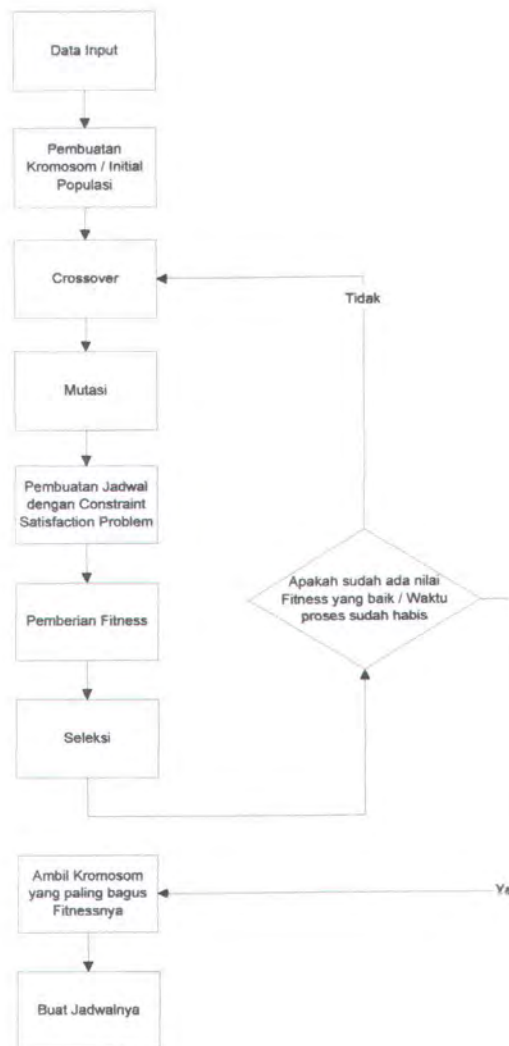 Data Input
Pembuatan
Kromosom / Initial
Populasi
Crossover
Tidak
Mutasi
Pembuatan Jadwal
dengan Constraint
Satisfaction Problem
Apakah sudah ada nilai
Fitness yang baik / Waktu
proses sudah habis
Pemberian Fitness
Seleksi
Ambil Kromosom
yang paling bagus
Fitnessnya
Ya
Buat Jadwalnya